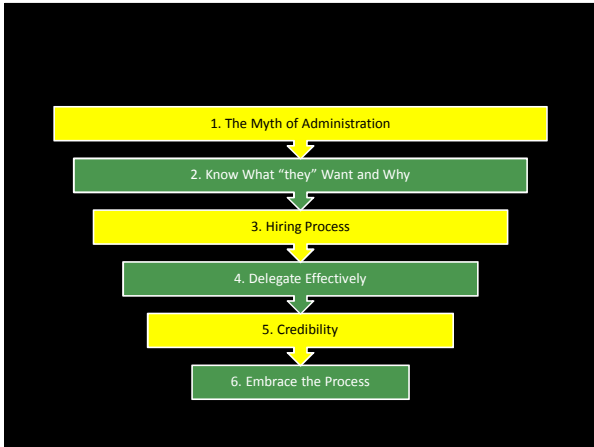 1. The Myth of Administration
2. Know What “they” Want and Why
3. Hiring Process
4. Delegate Effectively
5. Credibility
6. Embrace the Process